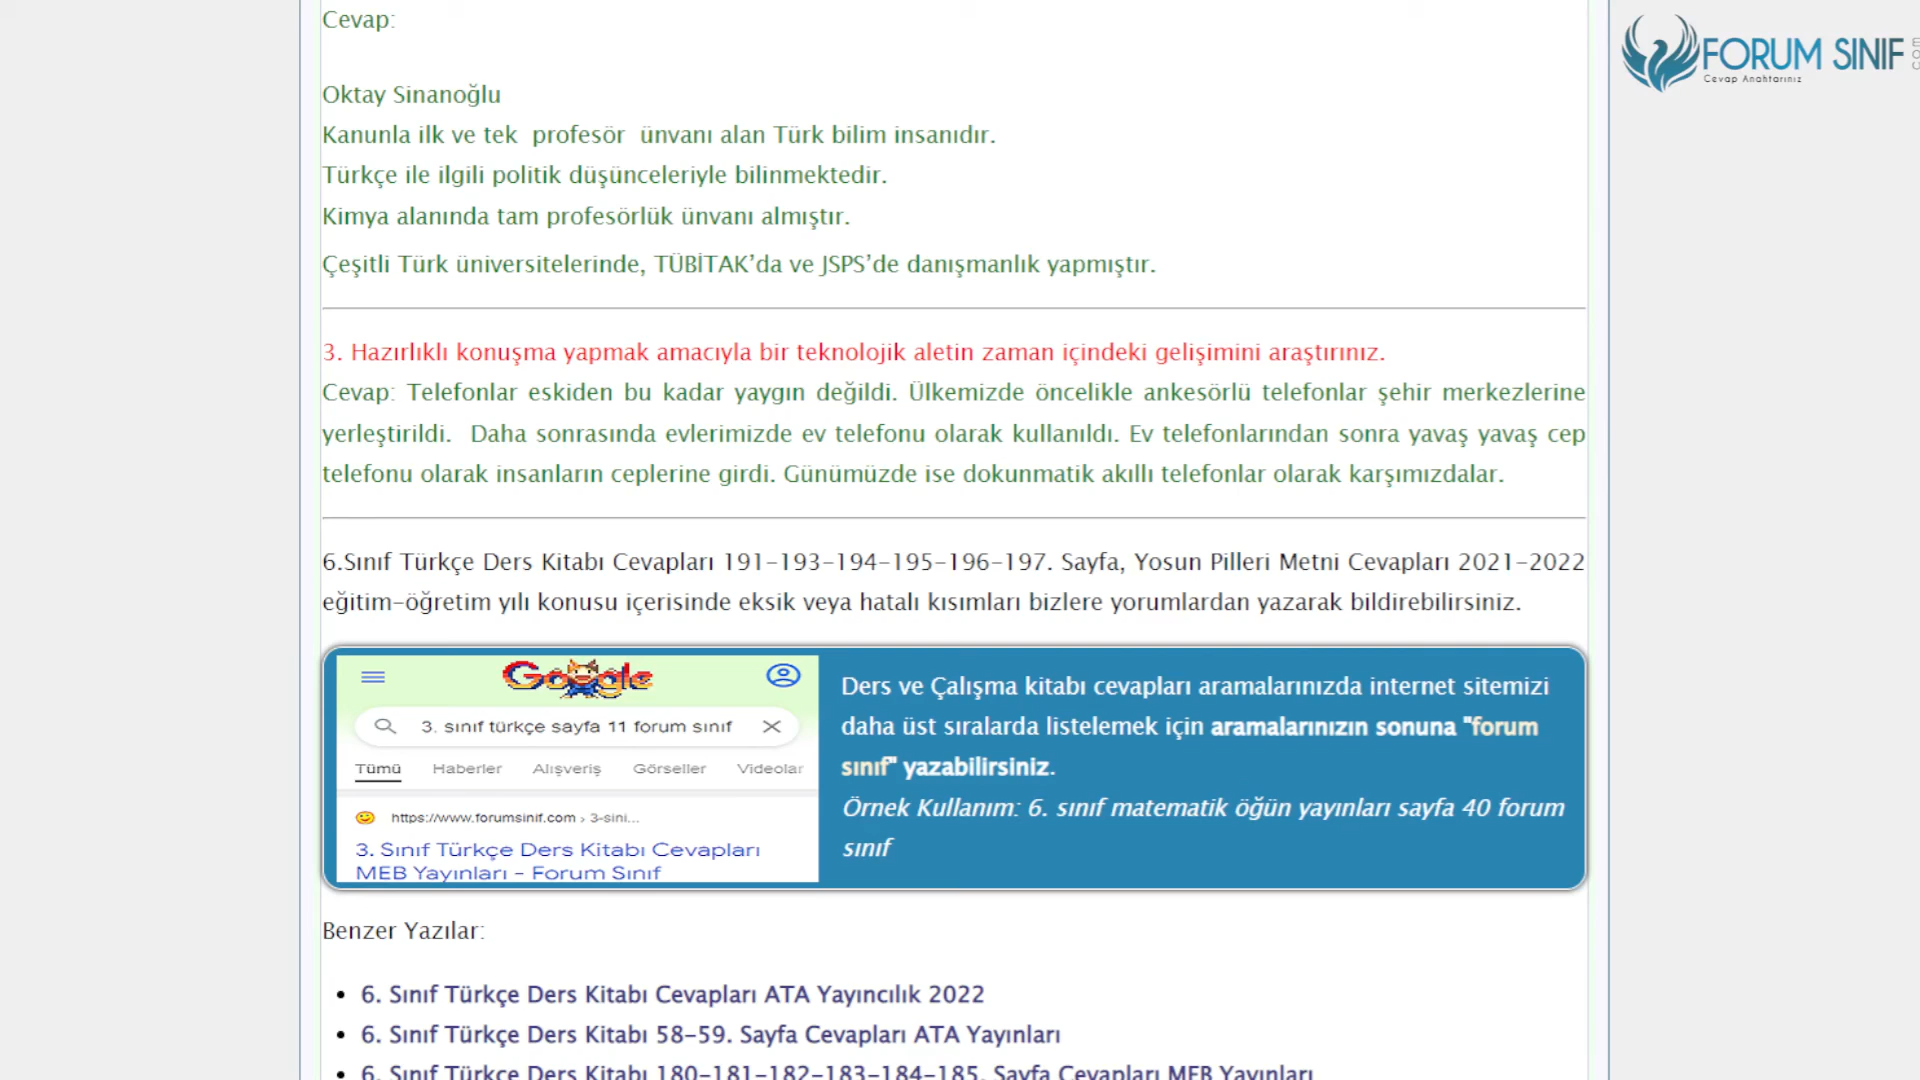 Cevap:
FORUM SINIF
Cevap Anahtarınız
Oktay Sinanoğlu
Kanunla ilk ve tek profesör ünvanı alan Türk bilim insanıdır.
Türkçe ile ilgili politik düşünceleriyle bilinmektedir.
Kimya alanında tam profesörlük ünvanı almıştır.
Çeşitli Türk üniversitelerinde, TÜBİTAK’da ve JSPS’de danışmanlık yapmıştır.
3. Hazırlıklı konuşma yapmak amacıyla bir teknolojik aletin zaman içindeki gelişimini araştırınız.
Cevap: Telefonlar eskiden bu kadar yaygın değildi. Ülkemizde öncelikle ankesörlü telefonlar şehir merkezlerine
yerleştirildi. Daha sonrasında evlerimizde ev telefonu olarak kullanıldı. Ev telefonlarından sonra yavaş yavaş cep
telefonu olarak insanların ceplerine girdi. Günümüzde ise dokunmatik akıllı telefonlar olarak karşımızdalar.
6.Sınıf Türkçe Ders Kitabı Cevapları 191-193-194-195-196-197. Sayfa, Yosun Pilleri Metni Cevapları 2021-2022
eğitim-öğretim yılı konusu içerisinde eksik veya hatalı kısımları bizlere yorumlardan yazarak bildirebilirsiniz.
Google
3. sınıf türkçe sayfa 11 forum sınıf
Tümü Haberler Alışveriş Görseller Videolar
https://www.forumsinif.com › 3-sini...
3. Sınıf Türkçe Ders Kitabı Cevapları
MEB Yayınları - Forum Sınıf
Ders ve Çalışma kitabı cevapları aramalarınızda internet sitemizi
daha üst sıralarda listelemek için aramalarınızın sonuna "forum
sınıf" yazabilirsiniz.
Örnek Kullanım: 6. sınıf matematik öğün yayınları sayfa 40 forum
sınıf
Benzer Yazılar:
• 6. Sınıf Türkçe Ders Kitabı Cevapları ATA Yayıncılık 2022
• 6. Sınıf Türkçe Ders Kitabı 58-59. Sayfa Cevapları ATA Yayınları
• 6. Sınıf Türkçe Ders Kitabı 180-181-182-183-184-185. Sayfa Cevapları MEB Yayınları